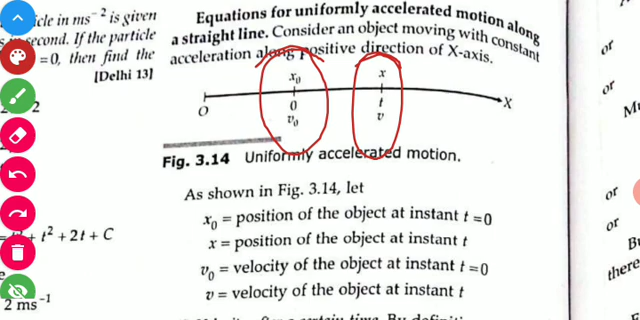 icle in ms⁻² is given
second. If the particle
= 0, then find the
[Delhi 13]
2
t² + 2t + C
2 ms⁻¹
Equations for uniformly accelerated motion along
a straight line. Consider an object moving with constant
acceleration along positive direction of X-axis.
x₀ x
O X
0 t
v₀ v
Fig. 3.14 Uniformly accelerated motion.
As shown in Fig. 3.14, let
x₀ = position of the object at instant t = 0
x = position of the object at instant t
v₀ = velocity of the object at instant t = 0
v = velocity of the object at instant t
or
or
or
or
there